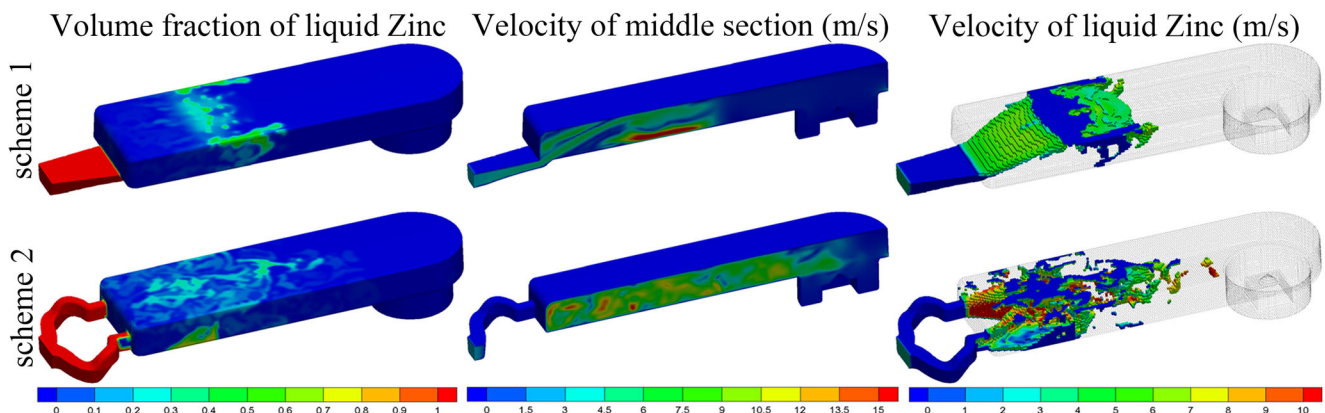 Volume fraction of liquid Zinc Velocity of middle section (m/s) Velocity of liquid Zinc (m/s)
scheme 1
scheme 2
0 0.1 0.2 0.3 0.4 0.5 0.6 0.7 0.8 0.9 1 0 1.5 3 4.5 6 7.5 9 10.5 12 13.5 15 0 1 2 3 4 5 6 7 8 9 10